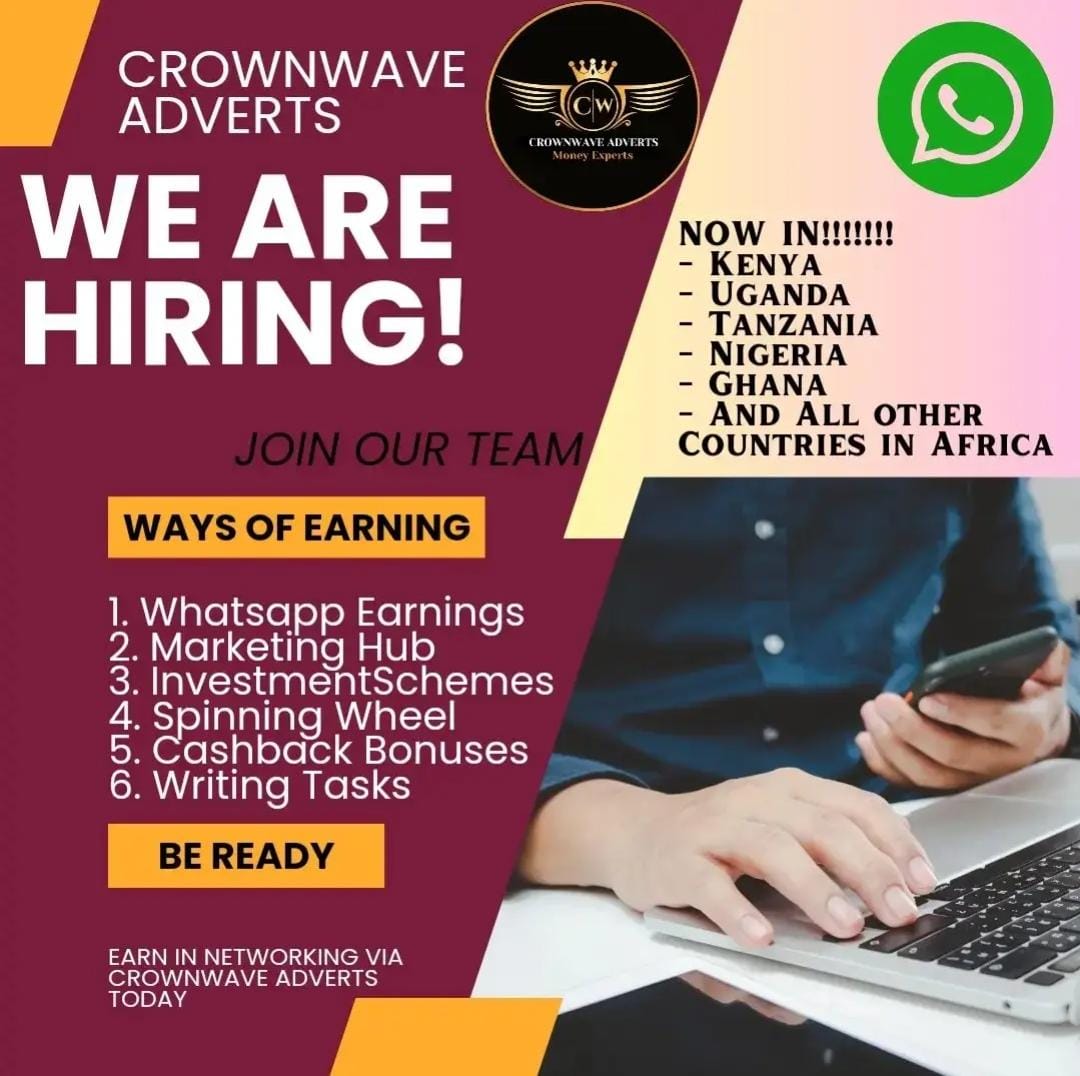 CROWNWAVE
ADVERTS
C|W
CROWNWAVE ADVERTS
Money Experts
WE ARE
HIRING!
NOW IN!!!!!!!
- KENYA
- UGANDA
- TANZANIA
- NIGERIA
- GHANA
- AND ALL OTHER
COUNTRIES IN AFRICA
JOIN OUR TEAM
WAYS OF EARNING
1. Whatsapp Earnings
2. Marketing Hub
3. InvestmentSchemes
4. Spinning Wheel
5. Cashback Bonuses
6. Writing Tasks
BE READY
EARN IN NETWORKING VIA
CROWNWAVE ADVERTS
TODAY